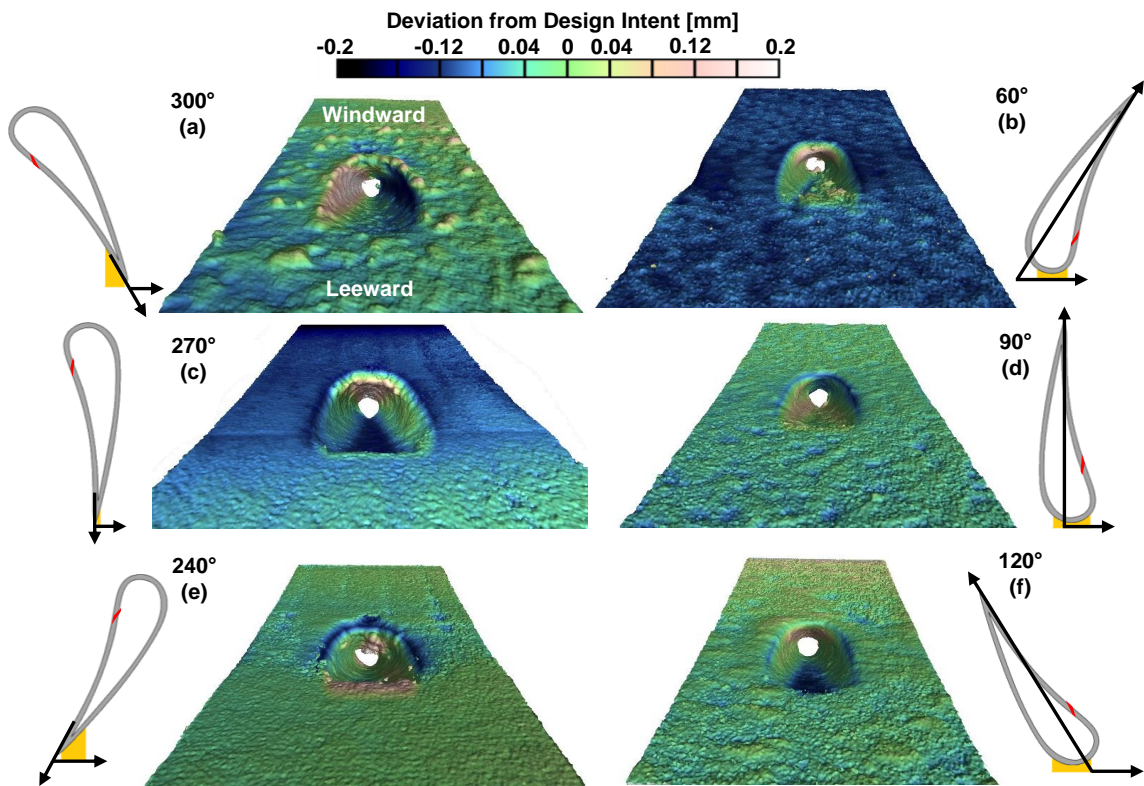 Deviation from Design Intent [mm]
-0.2 -0.12 0.04 0 0.04 0.12 0.2
300°
(a)
Windward
Leeward
60°
(b)
270°
(c)
90°
(d)
240°
(e)
120°
(f)